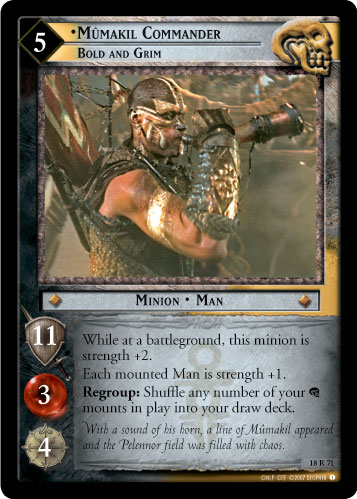 5
•Mûmakil Commander
Bold and Grim
Minion • Man
11
While at a battleground, this minion is
strength +2.
Each mounted Man is strength +1.
3
Regroup: Shuffle any number of your
mounts in play into your draw deck.
4
With a sound of his horn, a line of Mûmakil appeared
and the Pelennor field was filled with chaos.
18 R 71